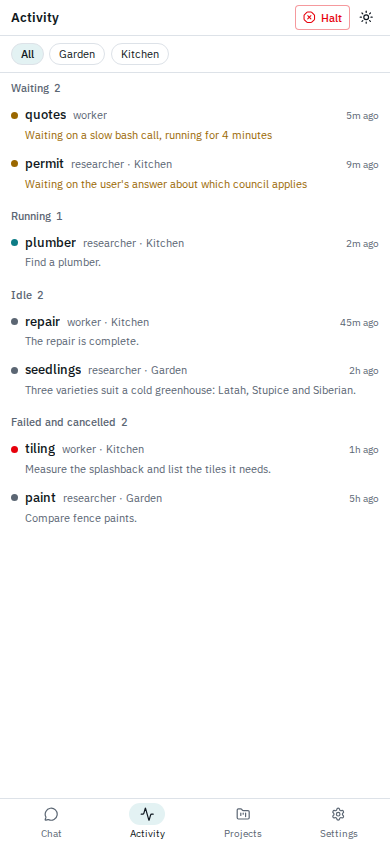 Activity
Halt
All
Garden
Kitchen
Waiting 2
quotes worker 5m ago
Waiting on a slow bash call, running for 4 minutes
permit researcher · Kitchen 9m ago
Waiting on the user's answer about which council applies
Running 1
plumber researcher · Kitchen 2m ago
Find a plumber.
Idle 2
repair worker · Kitchen 45m ago
The repair is complete.
seedlings researcher · Garden 2h ago
Three varieties suit a cold greenhouse: Latah, Stupice and Siberian.
Failed and cancelled 2
tiling worker · Kitchen 1h ago
Measure the splashback and list the tiles it needs.
paint researcher · Garden 5h ago
Compare fence paints.
Chat
Activity
Projects
Settings